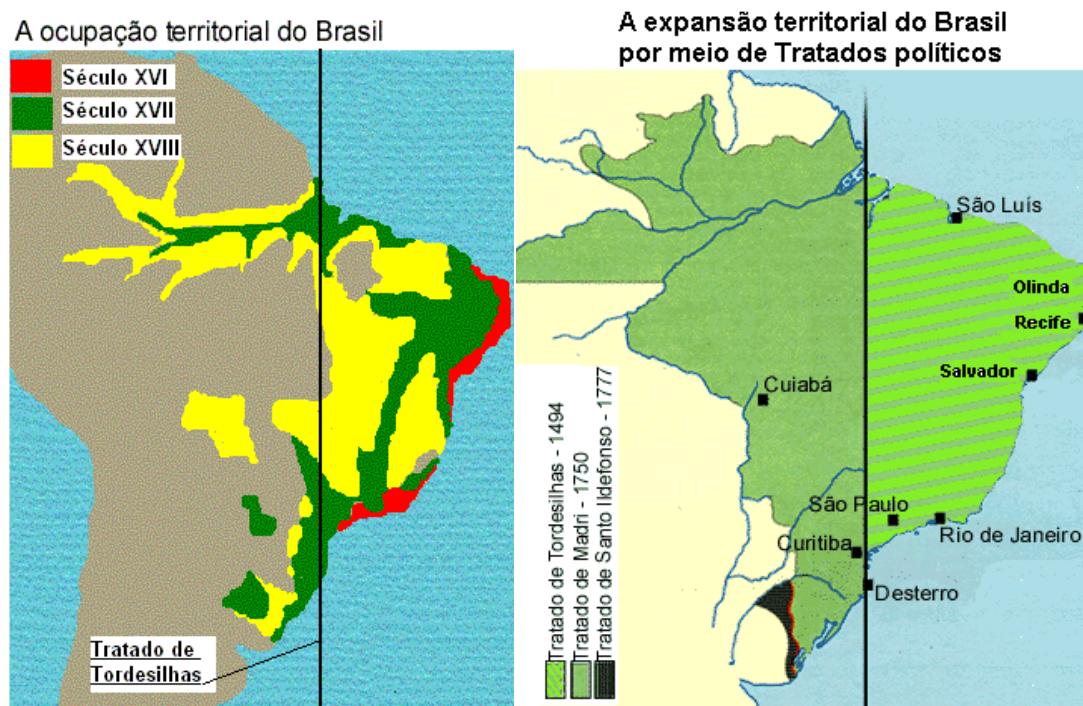 A ocupação territorial do Brasil
Século XVI
Século XVII
Século XVIII
Tratado de
Tordesilhas
A expansão territorial do Brasil
por meio de Tratados políticos
São Luís
Olinda
Recife
Salvador
Cuiabá
São Paulo
Rio de Janeiro
Curitiba
Desterro
Tratado de Tordesilhas - 1494
Tratado de Madri - 1750
Tratado de Santo Ildefonso - 1777